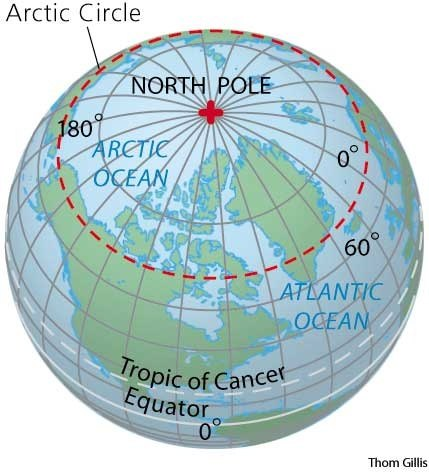 Arctic Circle
NORTH POLE
180°
ARCTIC
OCEAN
0°
60°
ATLANTIC
OCEAN
Tropic of Cancer
Equator
0°
Thom Gillis